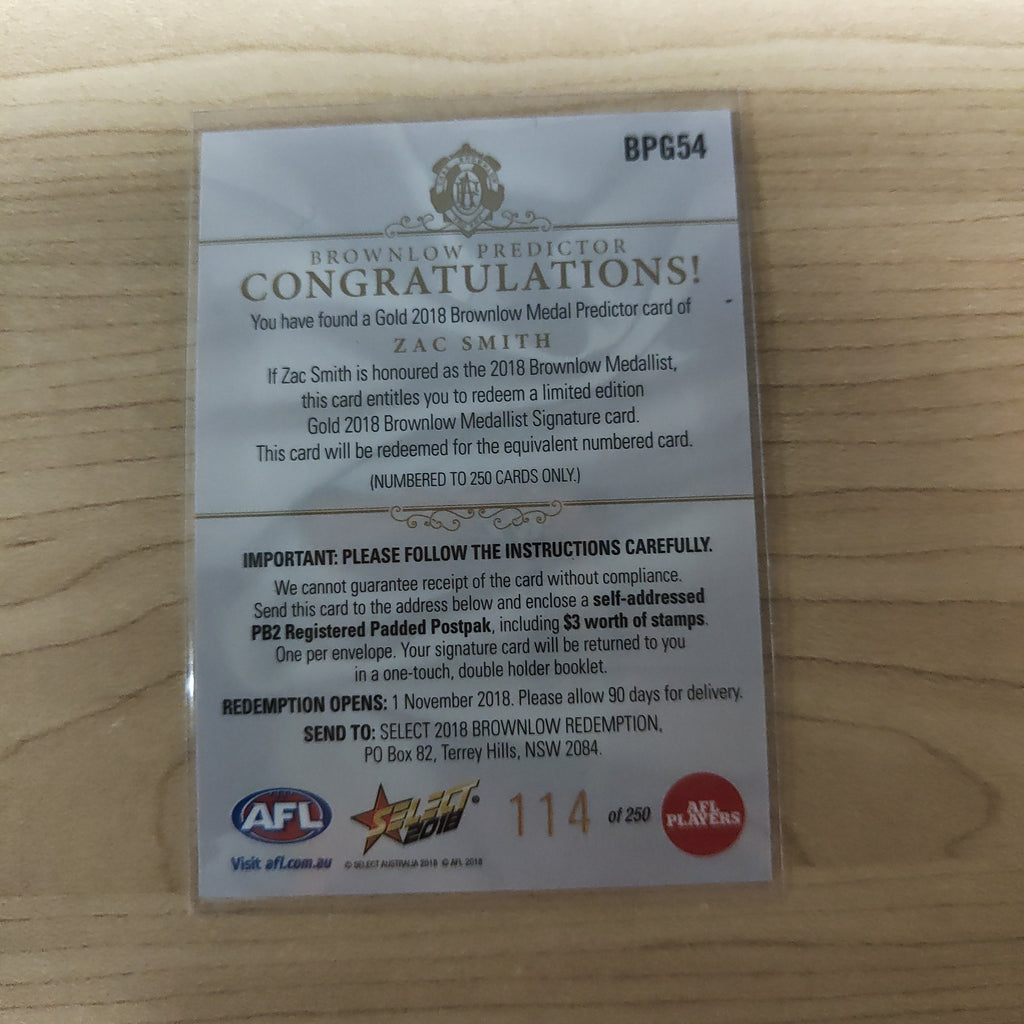 BPG54
BROWNLOW PREDICTOR
CONGRATULATIONS!
You have found a Gold 2018 Brownlow Medal Predictor card of
ZAC SMITH
If Zac Smith is honoured as the 2018 Brownlow Medallist,
this card entitles you to redeem a limited edition
Gold 2018 Brownlow Medallist Signature card.
This card will be redeemed for the equivalent numbered card.
(NUMBERED TO 250 CARDS ONLY.)
IMPORTANT: PLEASE FOLLOW THE INSTRUCTIONS CAREFULLY.
We cannot guarantee receipt of the card without compliance.
Send this card to the address below and enclose a self-addressed
PB2 Registered Padded Postpak, including $3 worth of stamps.
One per envelope. Your signature card will be returned to you
in a one-touch, double holder booklet.
REDEMPTION OPENS: 1 November 2018. Please allow 90 days for delivery.
SEND TO: SELECT 2018 BROWNLOW REDEMPTION,
PO Box 82, Terrey Hills, NSW 2084.
AFL
Visit afl.com.au
SELECT
2018
© SELECT AUSTRALIA 2018 © AFL 2018
114 of 250
AFL
PLAYERS